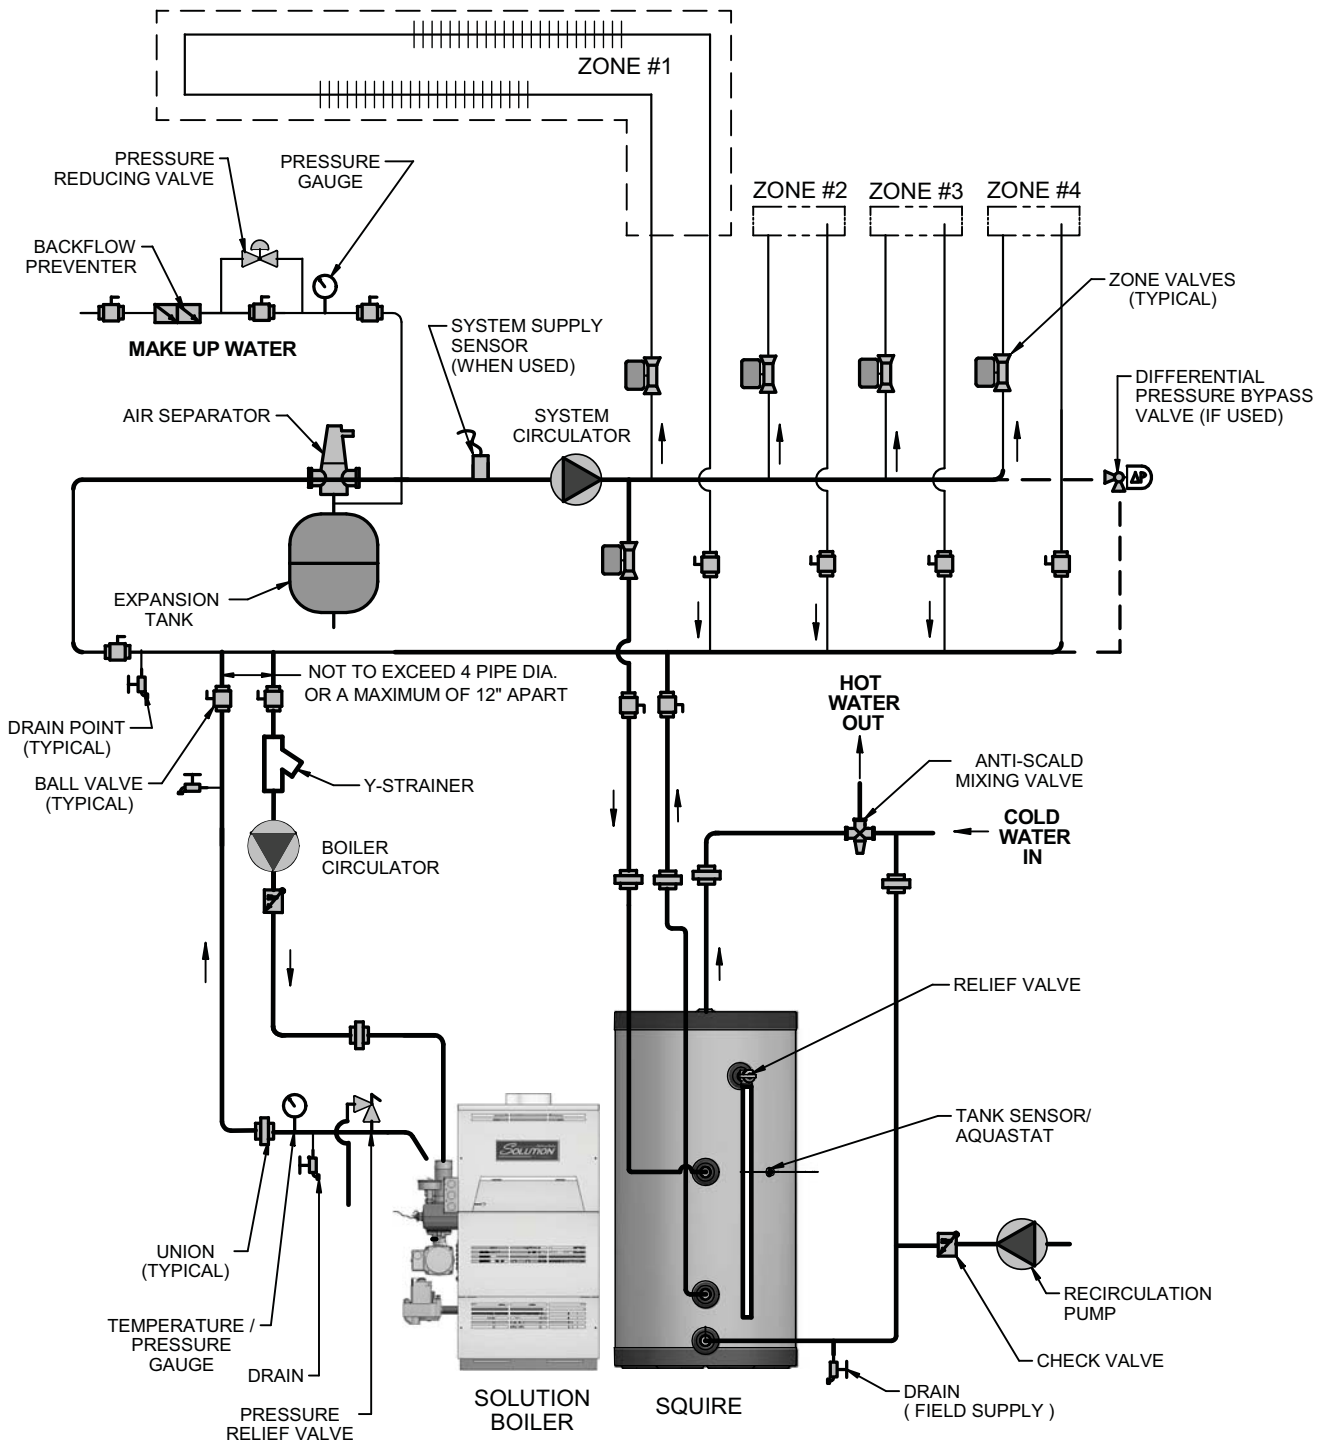 ZONE #1
PRESSURE
REDUCING VALVE
PRESSURE
GAUGE
ZONE #2
ZONE #3
ZONE #4
BACKFLOW
PREVENTER
ZONE VALVES
(TYPICAL)
MAKE UP WATER
SYSTEM SUPPLY
SENSOR
(WHEN USED)
DIFFERENTIAL
PRESSURE BYPASS
VALVE (IF USED)
AIR SEPARATOR
SYSTEM
CIRCULATOR
ΔP
EXPANSION
TANK
NOT TO EXCEED 4 PIPE DIA.
OR A MAXIMUM OF 12" APART
HOT
WATER
OUT
DRAIN POINT
(TYPICAL)
ANTI-SCALD
MIXING VALVE
BALL VALVE
(TYPICAL)
Y-STRAINER
COLD
WATER
IN
BOILER
CIRCULATOR
RELIEF VALVE
TANK SENSOR/
AQUASTAT
SOLUTION
UNION
(TYPICAL)
RECIRCULATION
PUMP
TEMPERATURE /
PRESSURE
GAUGE
CHECK VALVE
DRAIN
DRAIN
( FIELD SUPPLY )
SOLUTION
BOILER
SQUIRE
PRESSURE
RELIEF VALVE